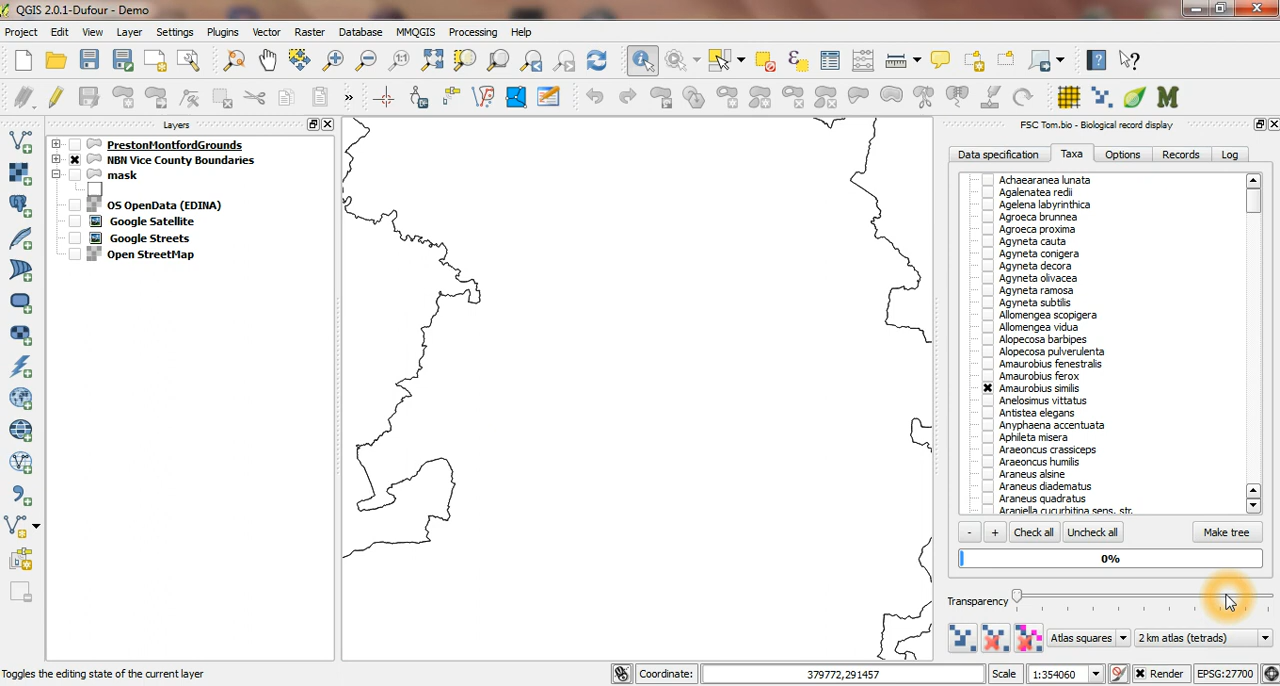 QGIS 2.0.1-Dufour - Demo
Project Edit View Layer Settings Plugins Vector Raster Database MMQGIS Processing Help
Layers
PrestonMontfordGrounds
NBN Vice County Boundaries
mask
OS OpenData (EDINA)
Google Satellite
Google Streets
Open StreetMap
FSC Tom.bio - Biological record display
Data specification Taxa Options Records Log
Achaearanea lunata
Agalenatea redii
Agelena labyrinthica
Agroeca brunnea
Agroeca proxima
Agyneta cauta
Agyneta conigera
Agyneta decora
Agyneta olivacea
Agyneta ramosa
Agyneta subtilis
Allomengea scopigera
Allomengea vidua
Alopecosa barbipes
Alopecosa pulverulenta
Amaurobius fenestralis
Amaurobius ferox
Amaurobius similis
Anelosimus vittatus
Antistea elegans
Anyphaena accentuata
Aphileta misera
Araeoncus crassiceps
Araeoncus humilis
Araneus alsine
Araneus diadematus
Araneus quadratus
Araniella cucurbitina sens. str.
- + Check all Uncheck all Make tree
0%
Transparency
Atlas squares 2 km atlas (tetrads)
Toggles the editing state of the current layer Coordinate: 379772,291457 Scale 1:354060 Render EPSG:27700